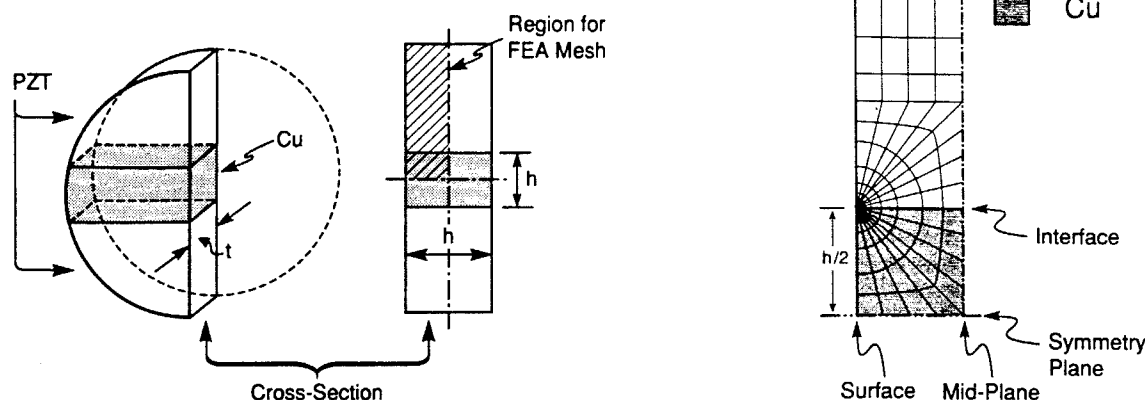 Region for
FEA Mesh
PZT
Cu
h
h
t
Cross-Section
Cu
h/2
Interface
Symmetry
Plane
Surface
Mid-Plane